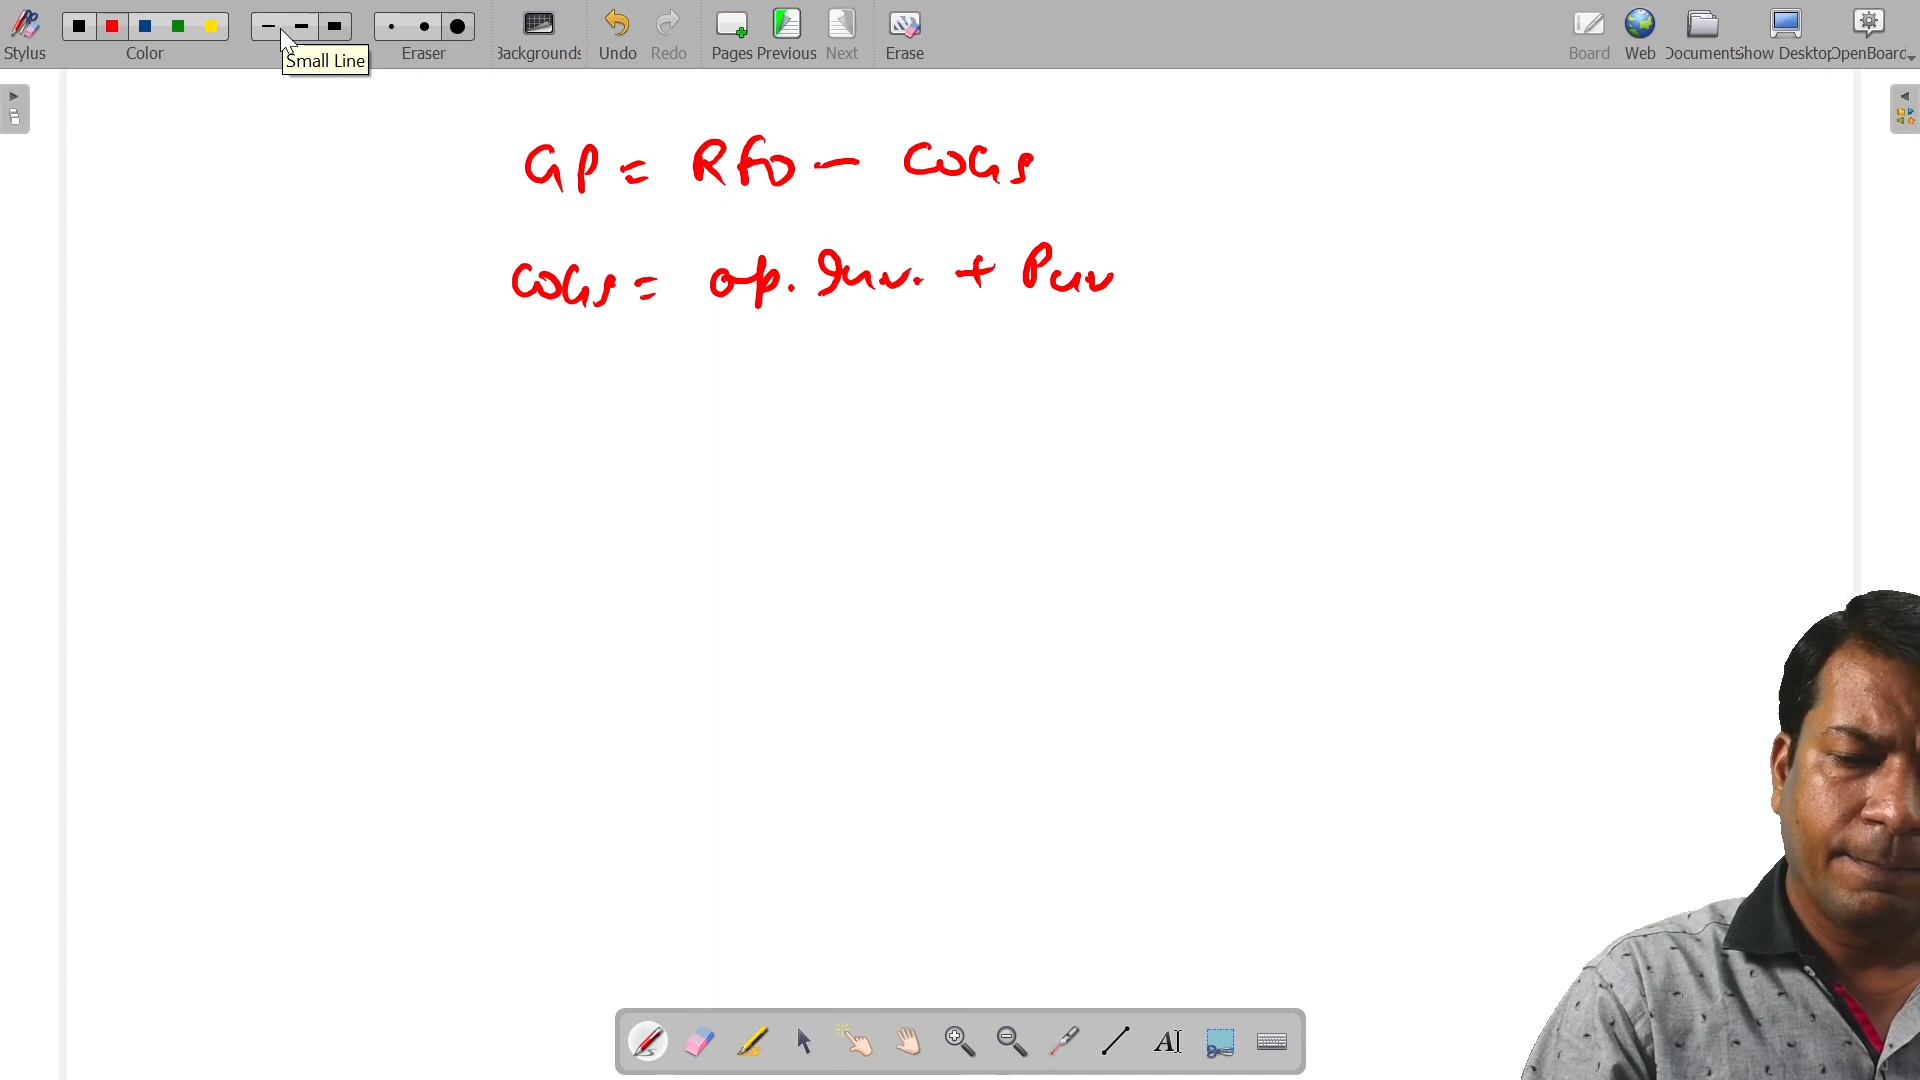 Stylus Color Eraser Backgrounds Undo Redo Pages Previous Next Erase Board Web Documents Show Desktop OpenBoard
Small Line
GP = RfO - COGS
COGS = op. Inv. + Pur
A